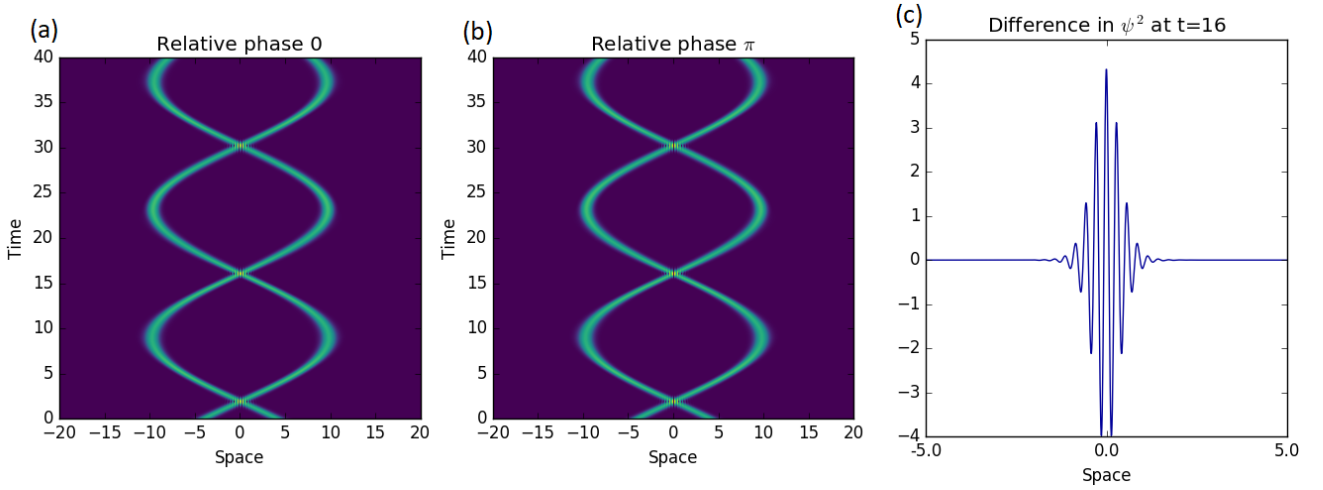 (a)
Relative phase 0
40
35
30
25
20
15
10
5
0
Time
−20 −15 −10 −5 0 5 10 15 20
Space
(b)
Relative phase π
40
35
30
25
20
15
10
5
0
Time
−20 −15 −10 −5 0 5 10 15 20
Space
(c)
Difference in ψ² at t=16
5
4
3
2
1
0
−1
−2
−3
−4
-5.0 0.0 5.0
Space